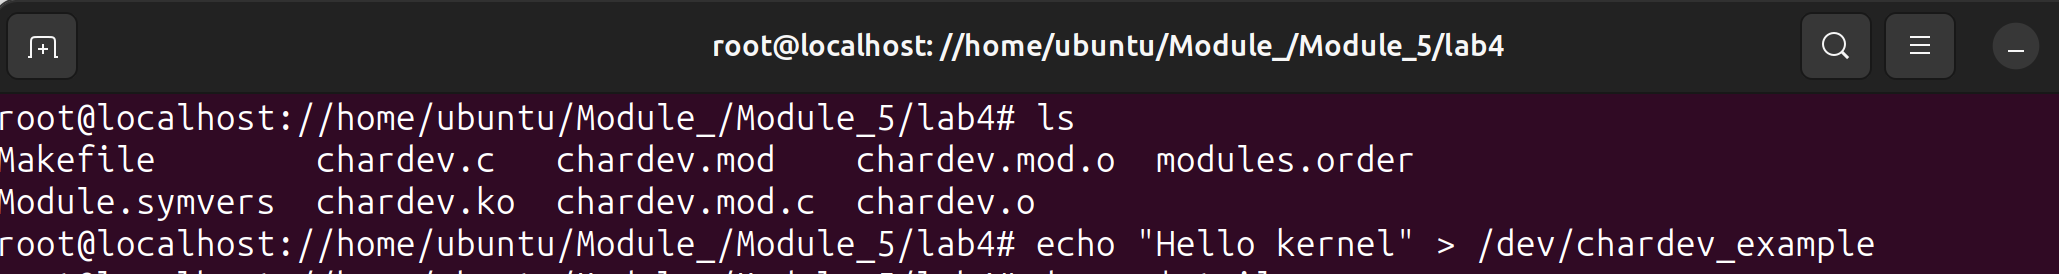 root@localhost: //home/ubuntu/Module_/Module_5/lab4
root@localhost://home/ubuntu/Module_/Module_5/lab4# ls
Makefile        chardev.c   chardev.mod    chardev.mod.o  modules.order
Module.symvers  chardev.ko  chardev.mod.c  chardev.o
root@localhost://home/ubuntu/Module_/Module_5/lab4# echo "Hello kernel" > /dev/chardev_example